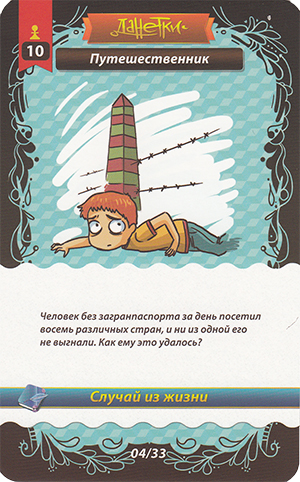 ДАНЕТКИ
10
Путешественник
Человек без загранпаспорта за день посетил
восемь различных стран, и ни из одной его
не выгнали. Как ему это удалось?
Случай из жизни
04/33